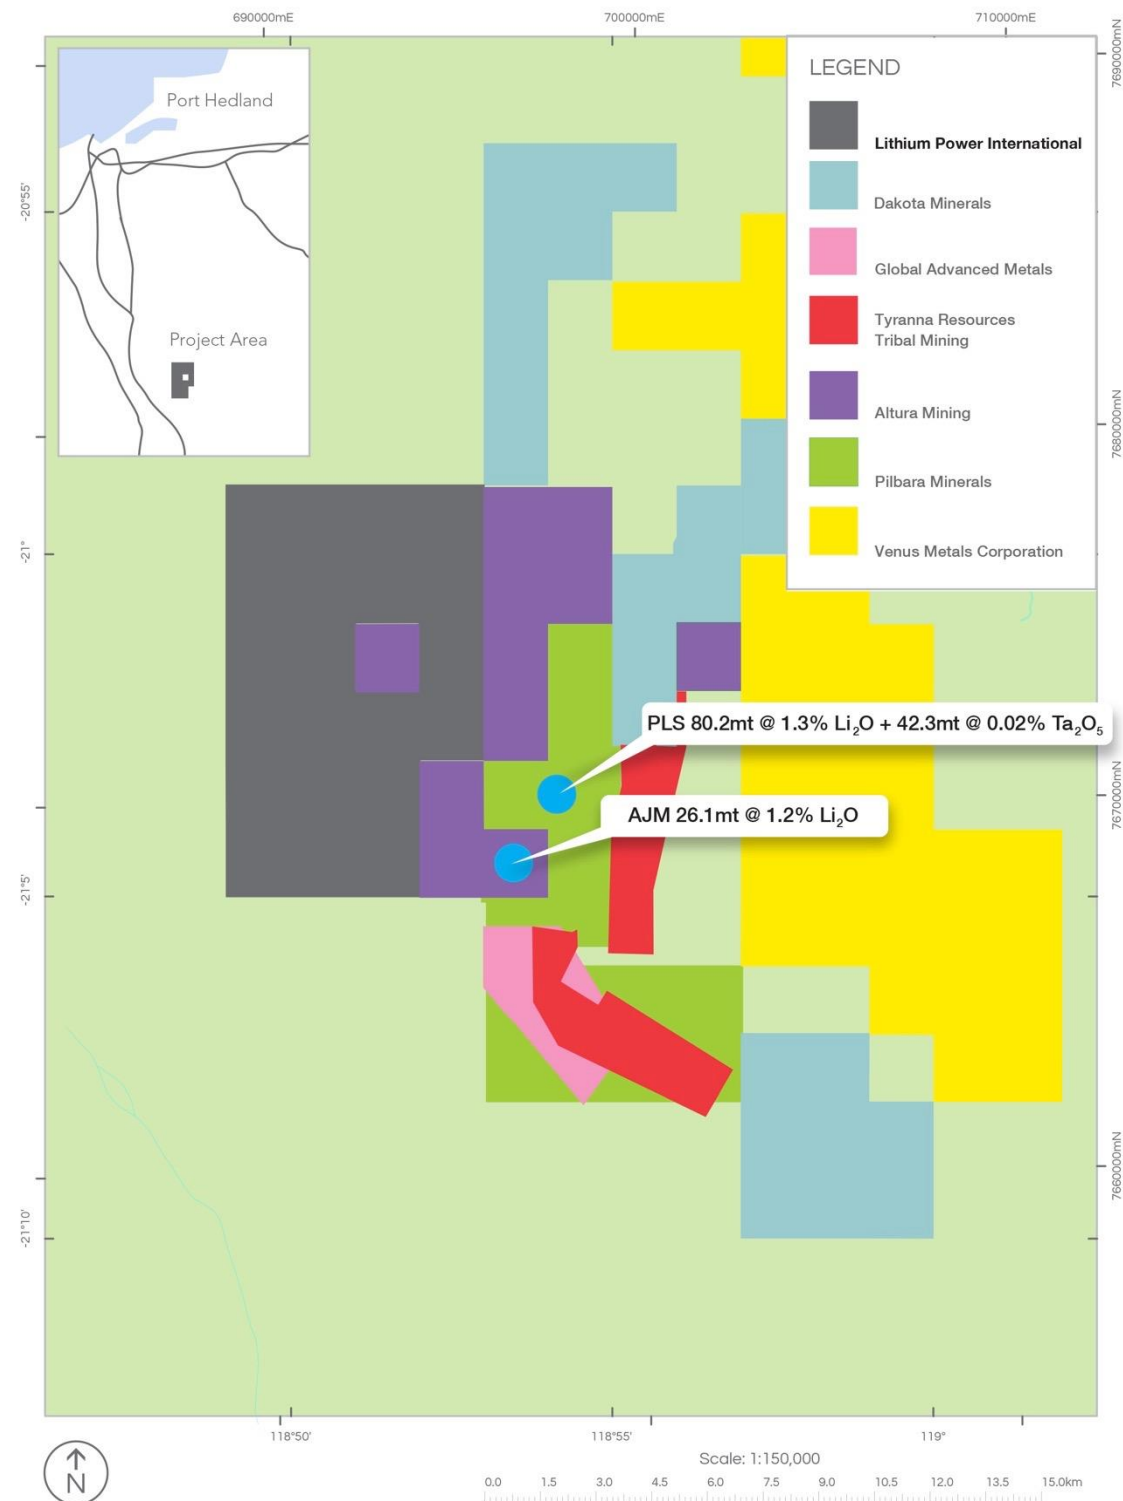 690000mE
700000mE
710000mE
7690000mN
Port Hedland
Project Area
LEGEND
Lithium Power International
Dakota Minerals
Global Advanced Metals
Tyranna Resources
Tribal Mining
Altura Mining
Pilbara Minerals
Venus Metals Corporation
-20°55'
7680000mN
-21°
PLS 80.2mt @ 1.3% Li₂O + 42.3mt @ 0.02% Ta₂O₅
7670000mN
AJM 26.1mt @ 1.2% Li₂O
-21°5'
7660000mN
-21°10'
118°50'
118°55'
119°
N
Scale: 1:150,000
0.0 1.5 3.0 4.5 6.0 7.5 9.0 10.5 12.0 13.5 15.0km